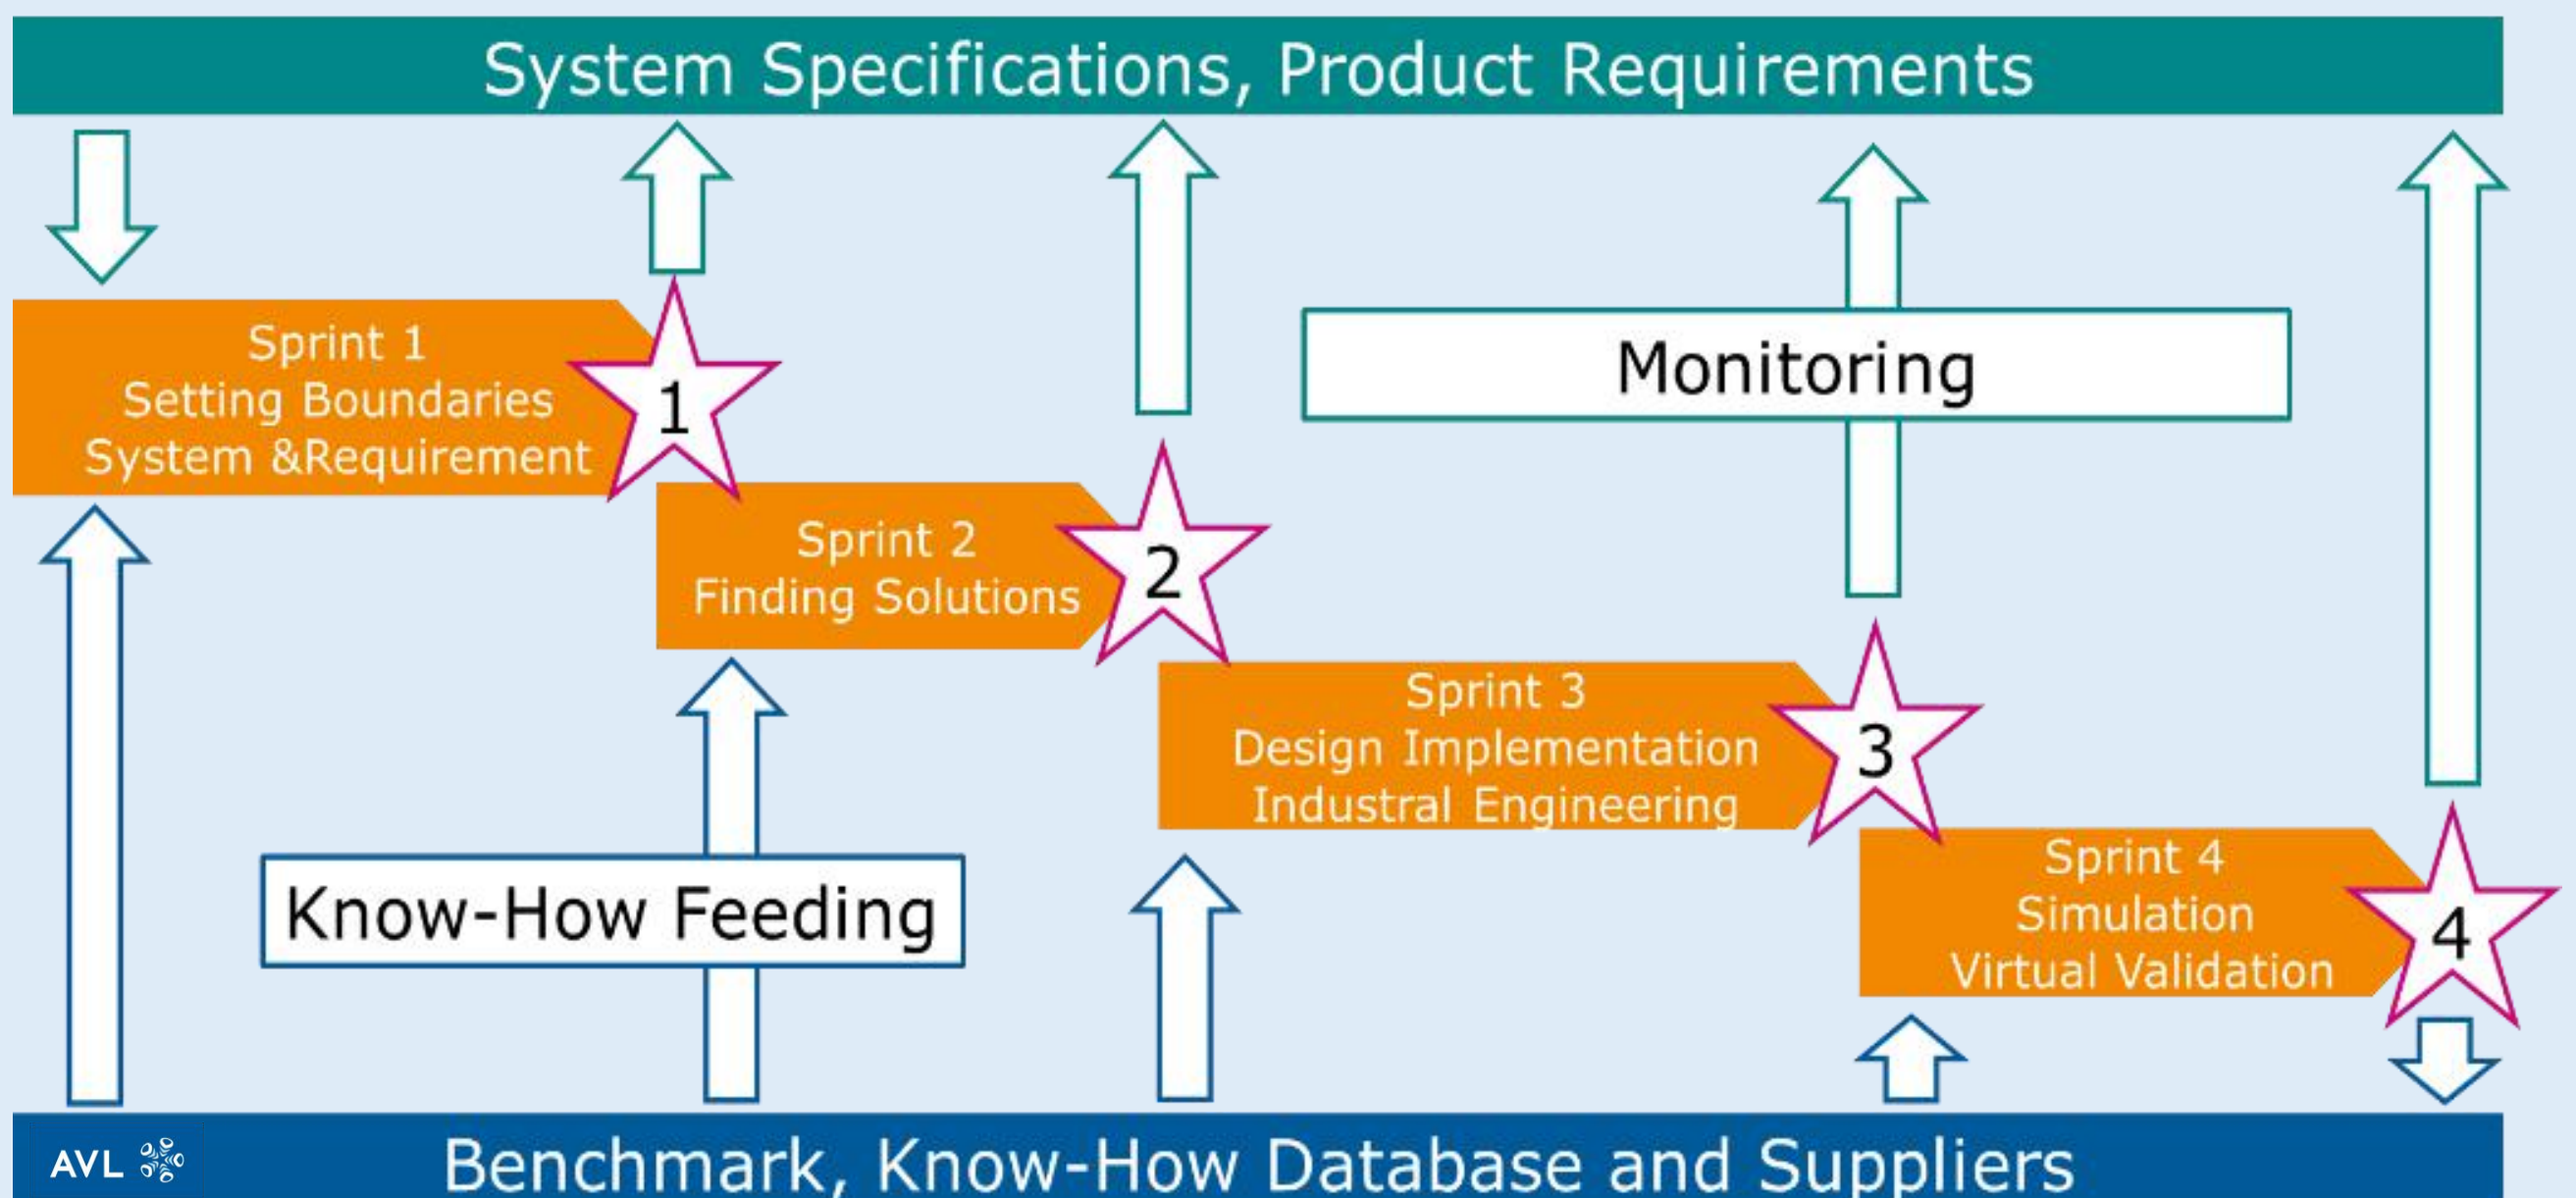 System Specifications, Product Requirements
Sprint 1
Setting Boundaries
System &Requirement
1
Sprint 2
Finding Solutions
2
Monitoring
Sprint 3
Design Implementation
Industral Engineering
3
Know-How Feeding
Sprint 4
Simulation
Virtual Validation
4
AVL
Benchmark, Know-How Database and Suppliers